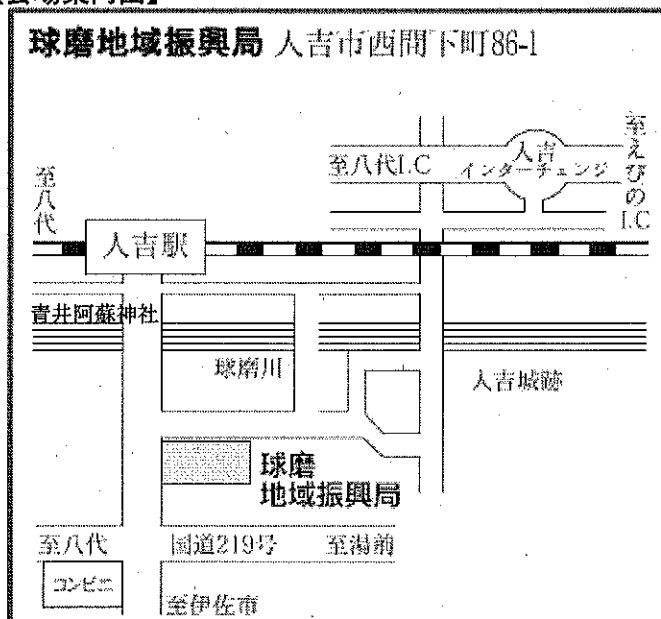 球磨地域振興局 人吉市西間下町86-1
至八代
至八代I.C
人吉
インターチェンジ
至えびのI.C
人吉駅
青井阿蘇神社
球磨川
人吉城跡
球磨
地域振興局
至八代
国道219号
至湯前
コンビニ
至伊佐市